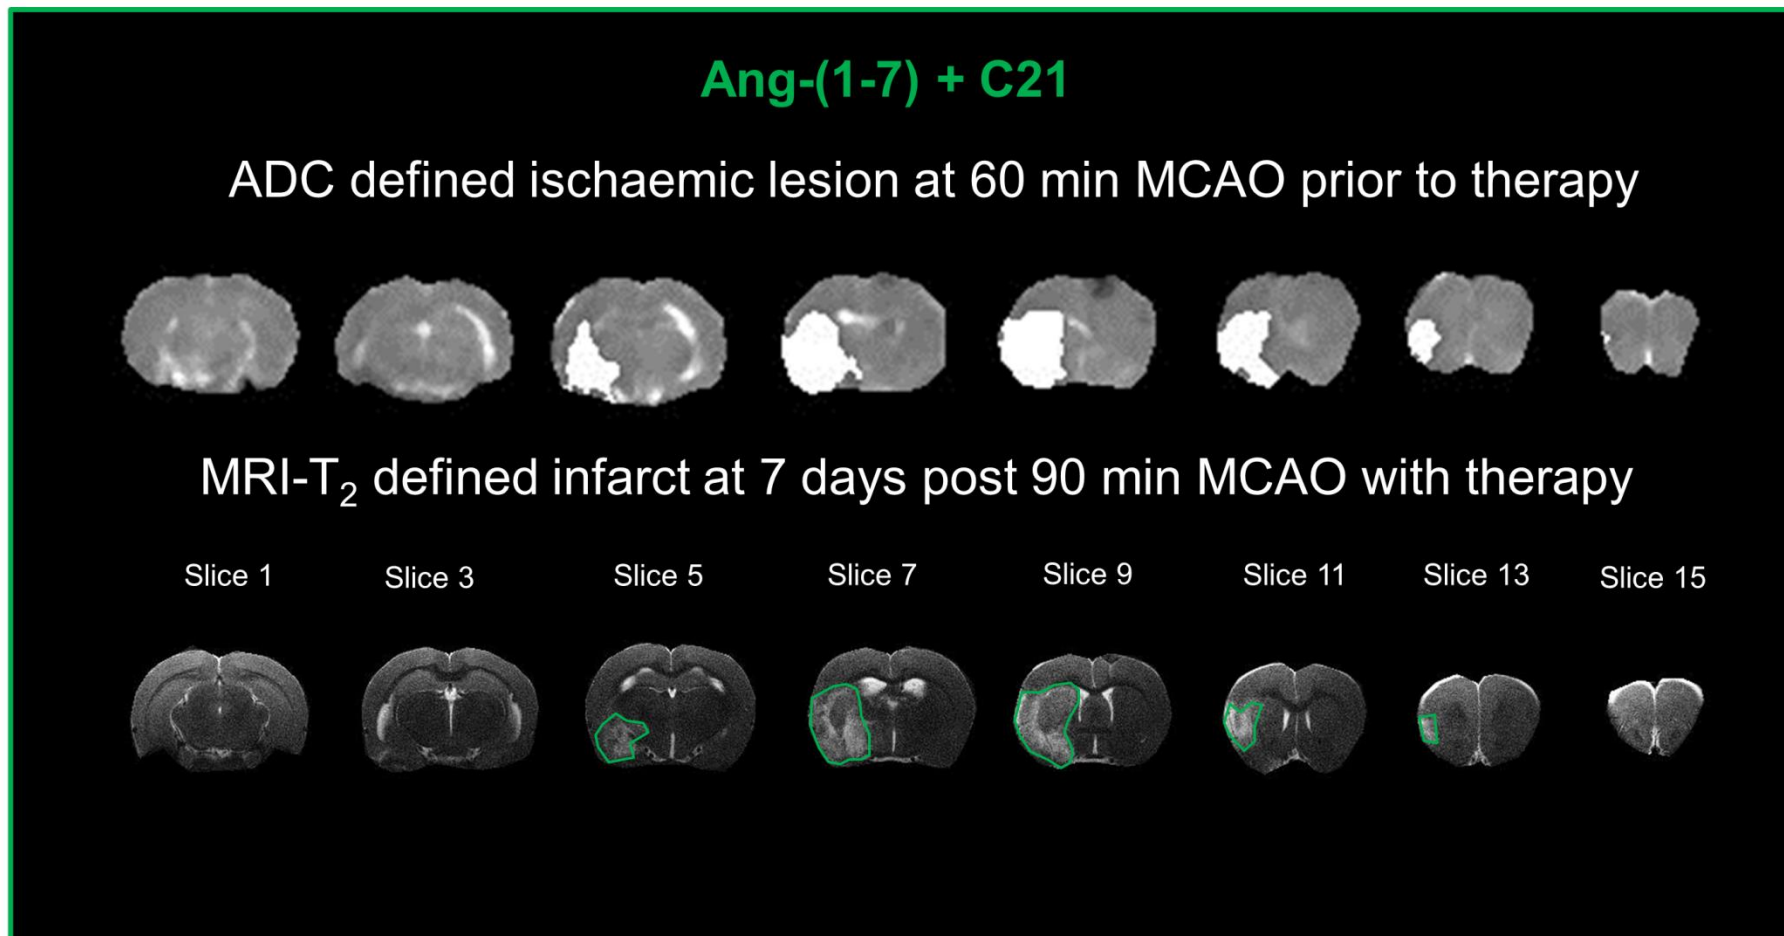 Ang-(1-7) + C21
ADC defined ischaemic lesion at 60 min MCAO prior to therapy
MRI-T₂ defined infarct at 7 days post 90 min MCAO with therapy
Slice 1 Slice 3 Slice 5 Slice 7 Slice 9 Slice 11 Slice 13 Slice 15